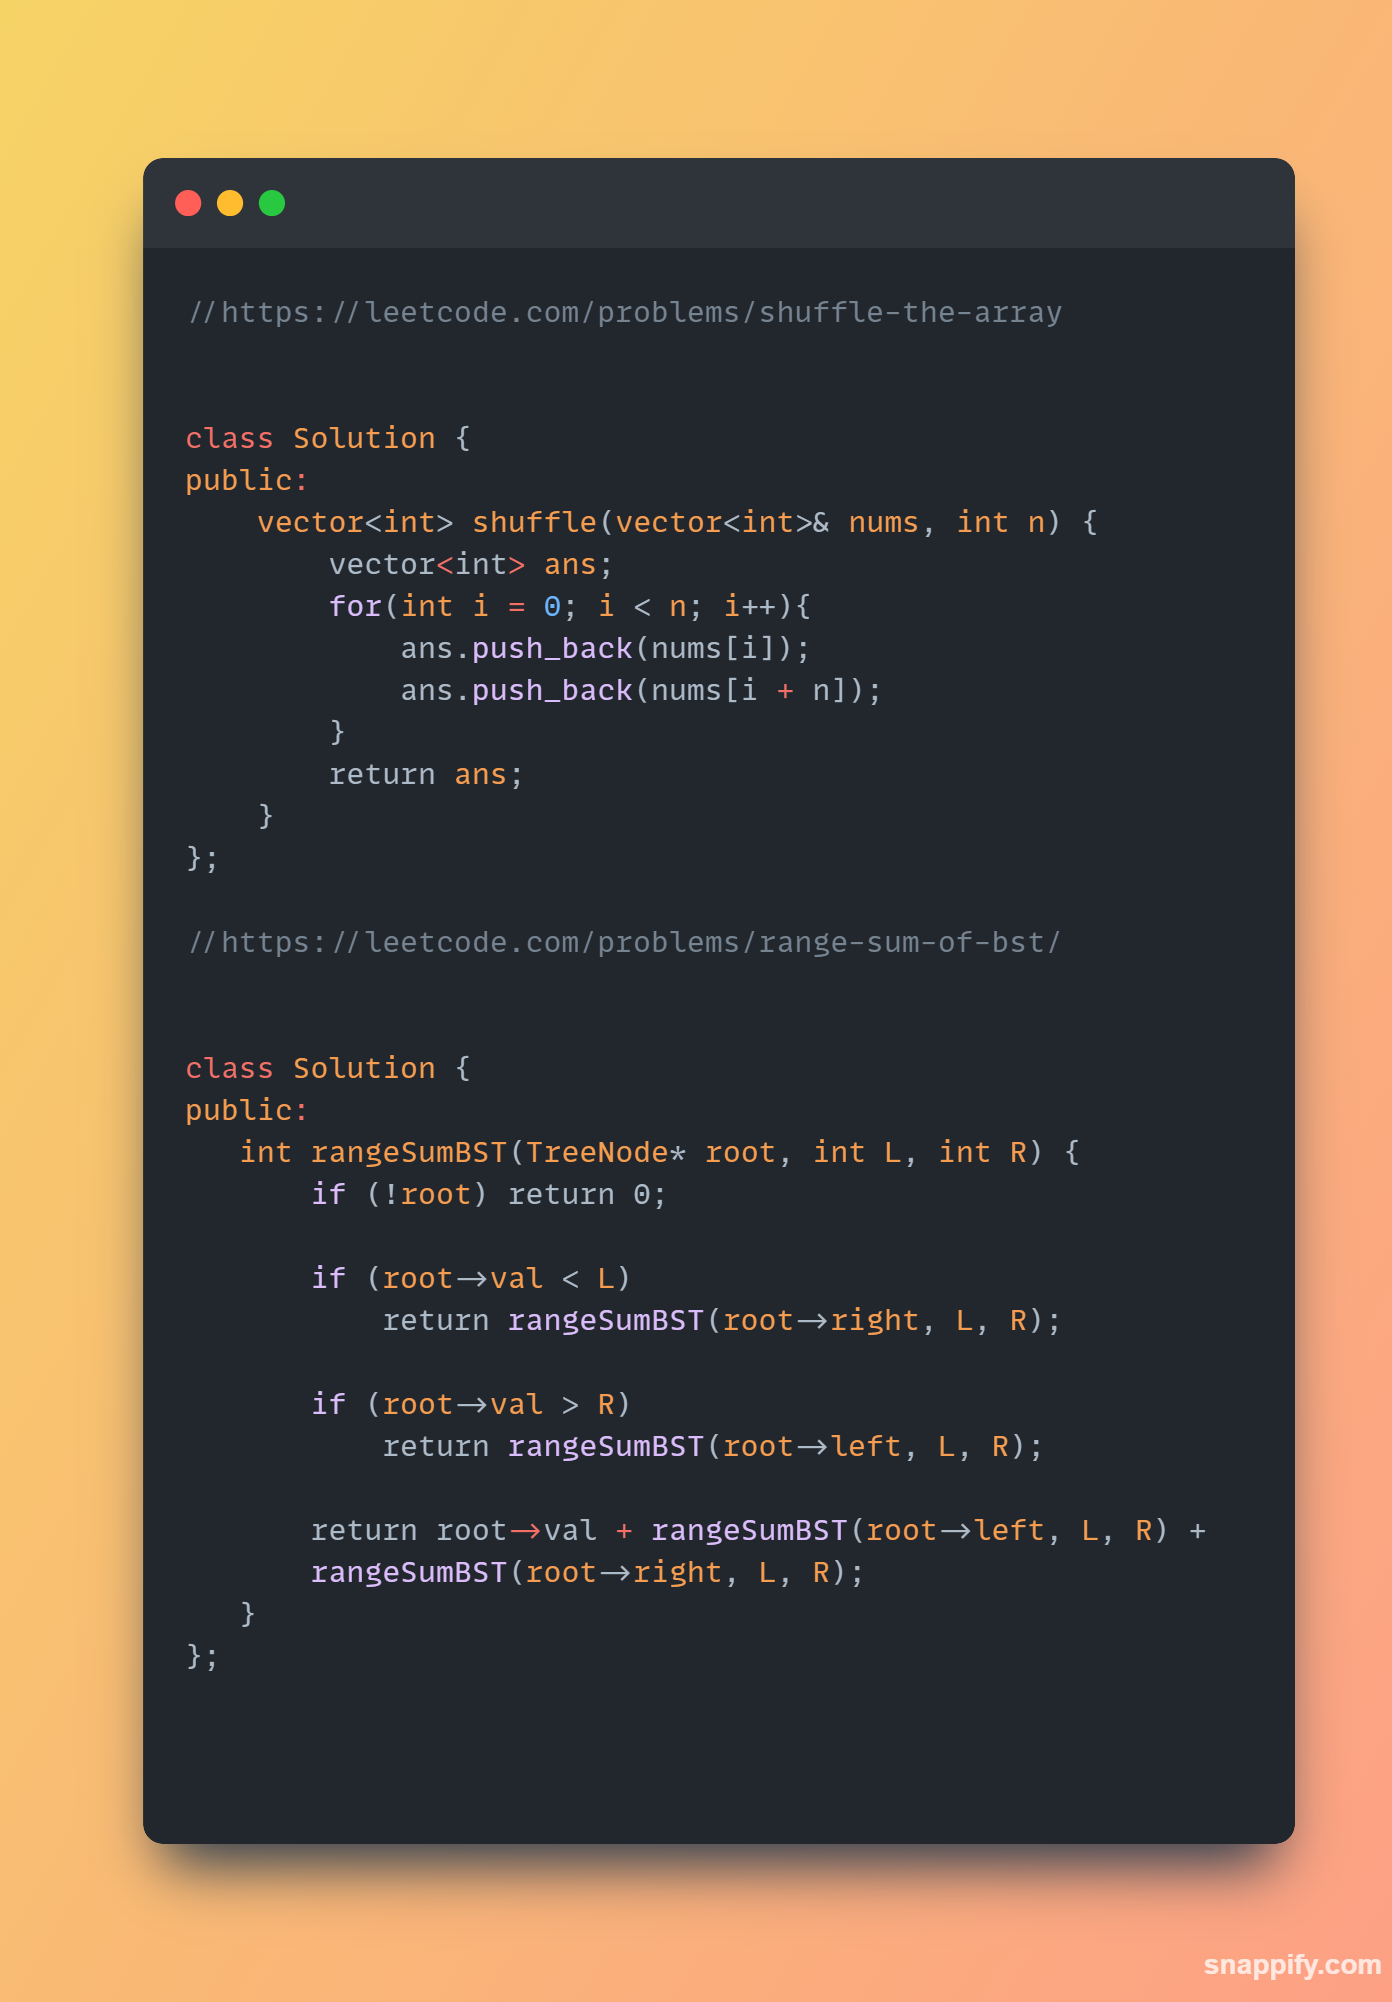 //https://leetcode.com/problems/shuffle-the-array
class Solution {
public:
    vector<int> shuffle(vector<int>& nums, int n) {
        vector<int> ans;
        for(int i = 0; i < n; i++){
            ans.push_back(nums[i]);
            ans.push_back(nums[i + n]);
        }
        return ans;
    }
};
//https://leetcode.com/problems/range-sum-of-bst/
class Solution {
public:
   int rangeSumBST(TreeNode* root, int L, int R) {
       if (!root) return 0;
       if (root->val < L)
           return rangeSumBST(root->right, L, R);
       if (root->val > R)
           return rangeSumBST(root->left, L, R);
       return root->val + rangeSumBST(root->left, L, R) +
       rangeSumBST(root->right, L, R);
   }
};
snappify.com